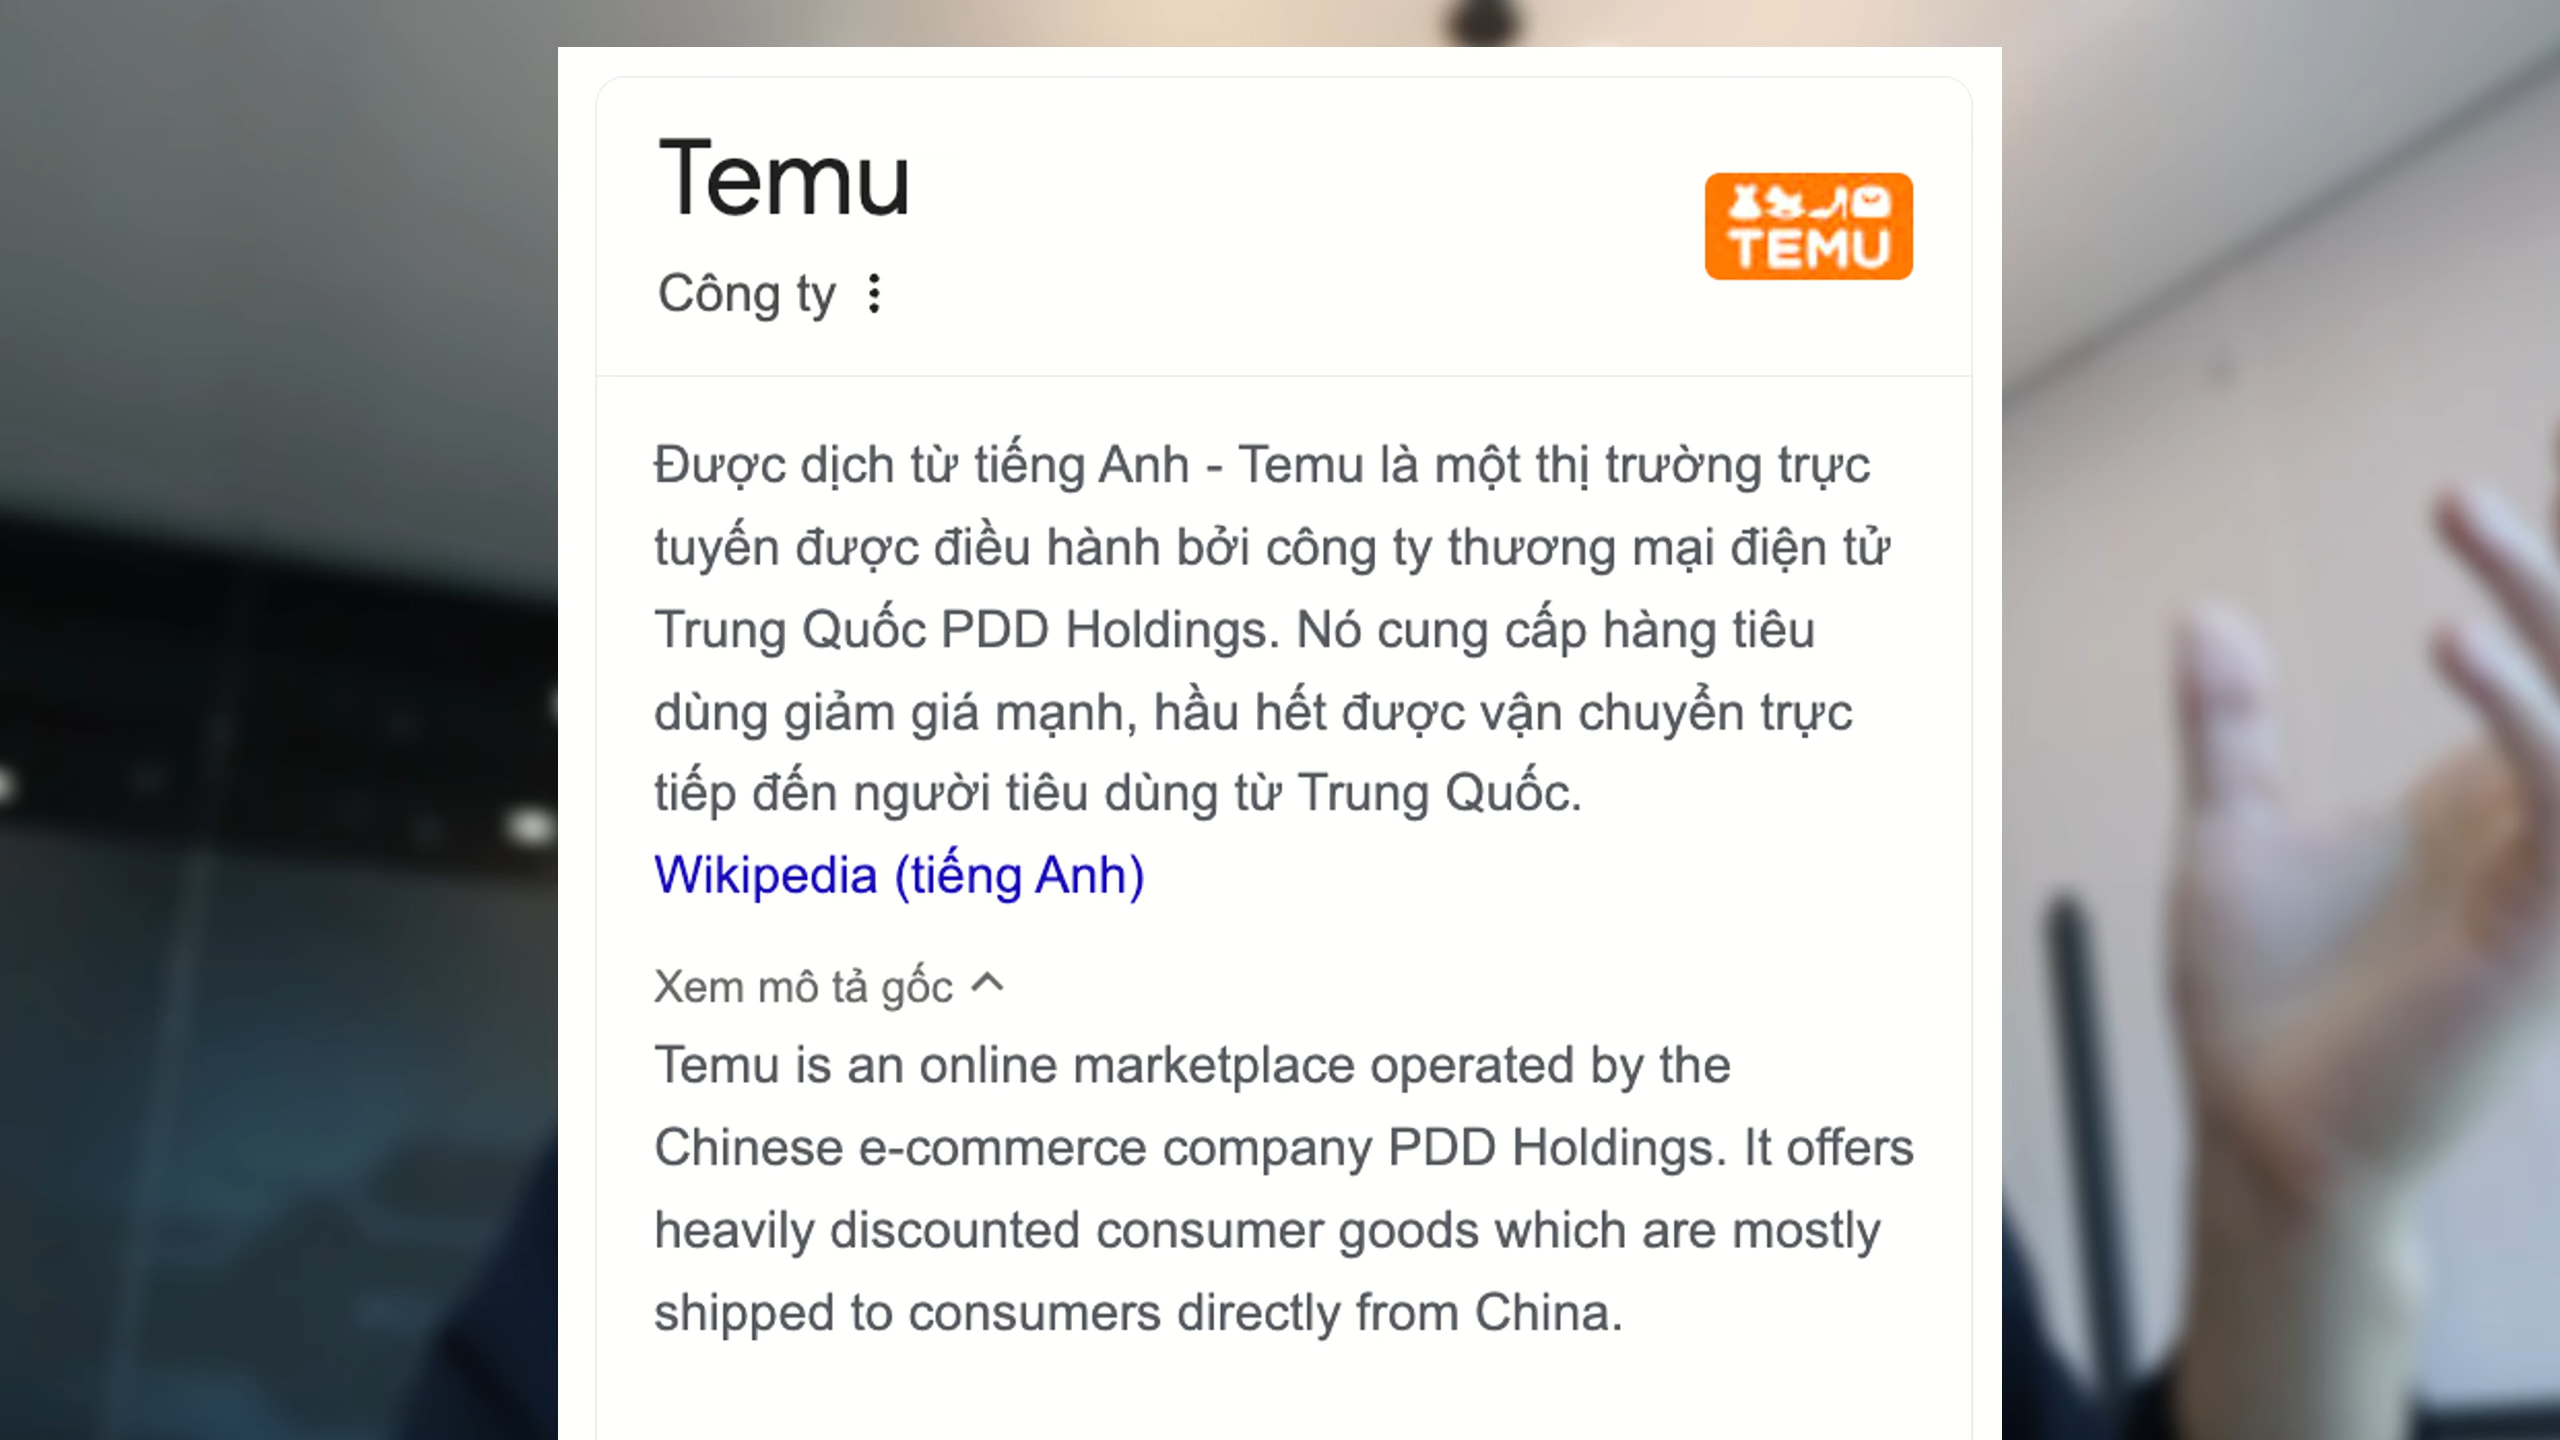 Temu
TEMU
Công ty
Được dịch từ tiếng Anh - Temu là một thị trường trực
tuyến được điều hành bởi công ty thương mại điện tử
Trung Quốc PDD Holdings. Nó cung cấp hàng tiêu
dùng giảm giá mạnh, hầu hết được vận chuyển trực
tiếp đến người tiêu dùng từ Trung Quốc.
Wikipedia (tiếng Anh)
Xem mô tả gốc
Temu is an online marketplace operated by the
Chinese e-commerce company PDD Holdings. It offers
heavily discounted consumer goods which are mostly
shipped to consumers directly from China.